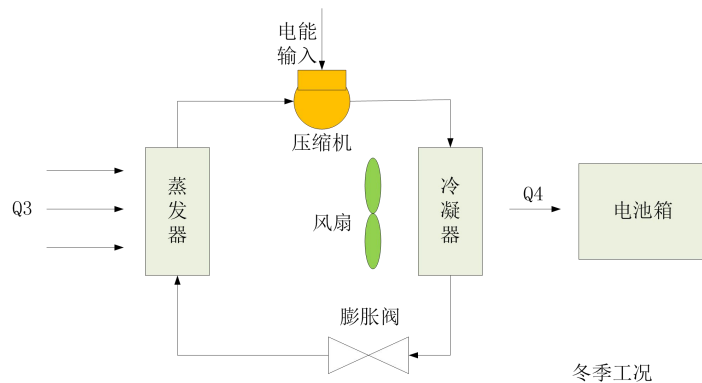 电能
输入
压缩机
蒸
发
器
冷
凝
器
Q3
Q4
风扇
电池箱
膨胀阀
冬季工况